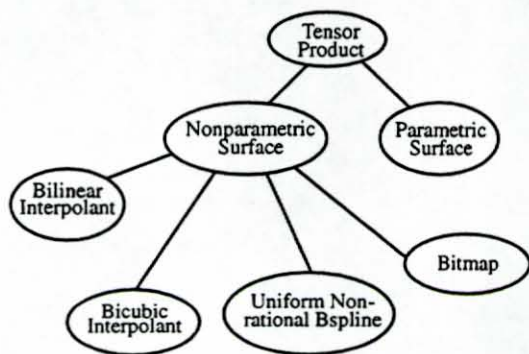 Tensor
Product
Nonparametric
Surface
Parametric
Surface
Bilinear
Interpolant
Bitmap
Bicubic
Interpolant
Uniform Non-
rational Bspline